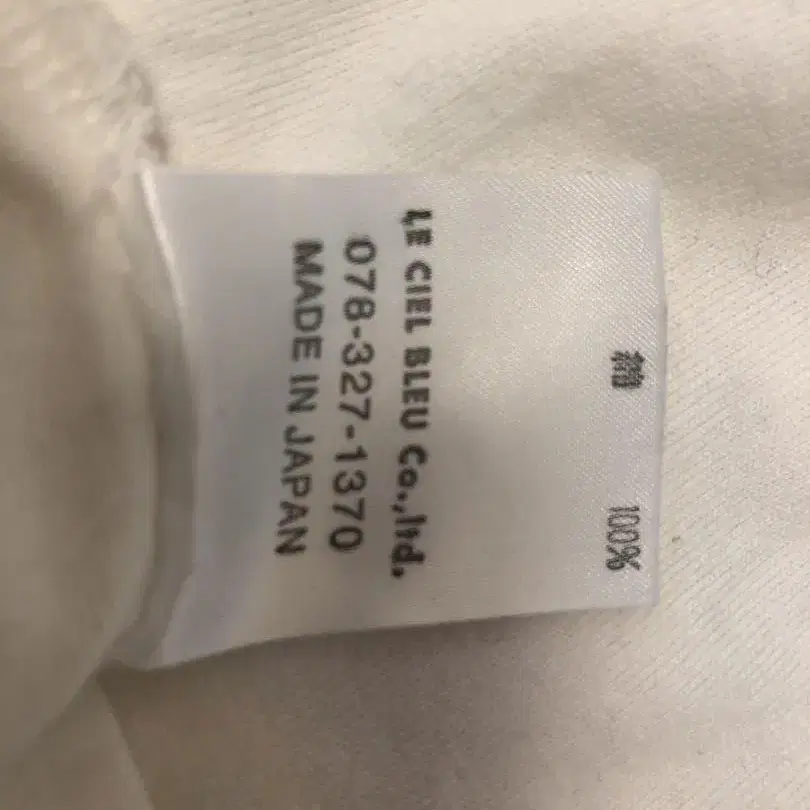 綿 100%
LE CIEL BLEU Co.,ltd.
078-327-1370
MADE IN JAPAN